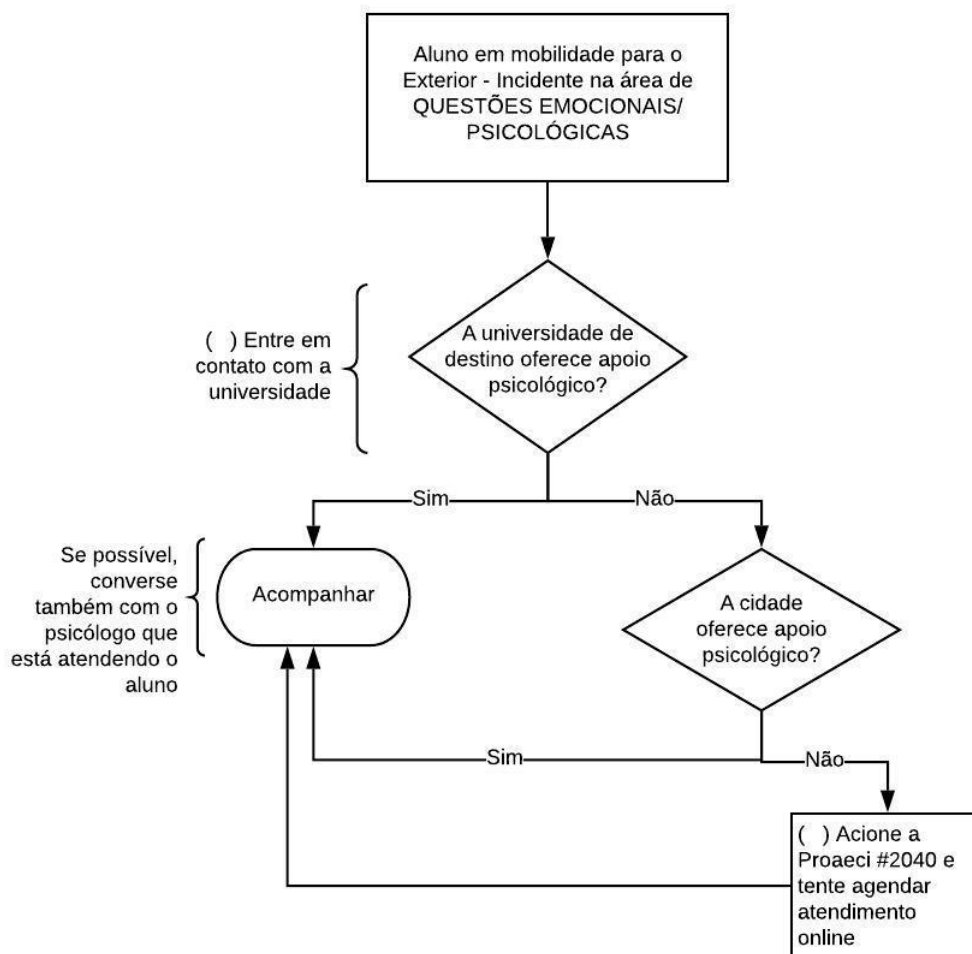 Aluno em mobilidade para o
Exterior - Incidente na área de
QUESTÕES EMOCIONAIS/
PSICOLÓGICAS
( ) Entre em
contato com a
universidade
A universidade de
destino oferece apoio
psicológico?
Sim
Não
Se possível,
converse
também com o
psicólogo que
está atendendo o
aluno
Acompanhar
A cidade
oferece apoio
psicológico?
Sim
Não
( ) Acione a
Proaeci #2040 e
tente agendar
atendimento
online